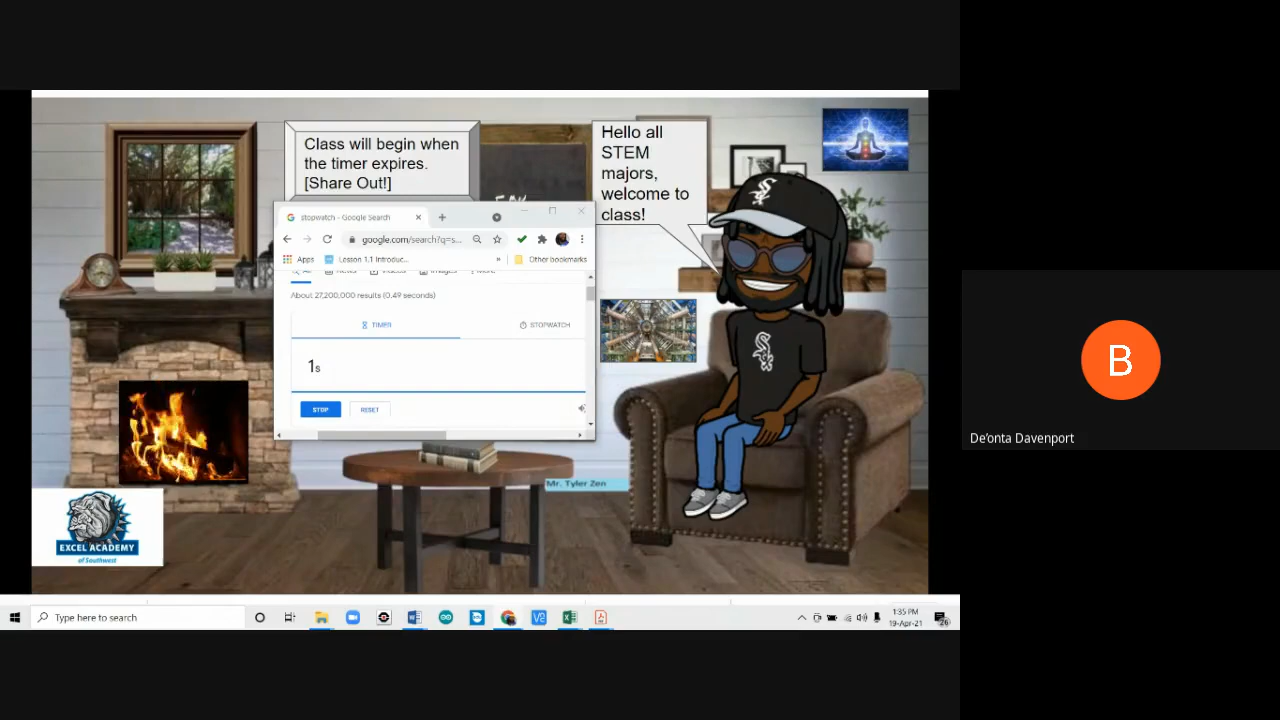 Class will begin when
the timer expires.
[Share Out!]
Hello all
STEM
majors,
welcome to
class!
stopwatch - Google Search
google.com/search?q=s...
Apps
Lesson 1.1 Introduc...
»
Other bookmarks
About 27,200,000 results (0.49 seconds)
TIMER
STOPWATCH
1s
STOP
RESET
Mr. Tyler Zen
EXCEL ACADEMY
of Southwest
B
De'onta Davenport
Type here to search
1:35 PM
19-Apr-21
26